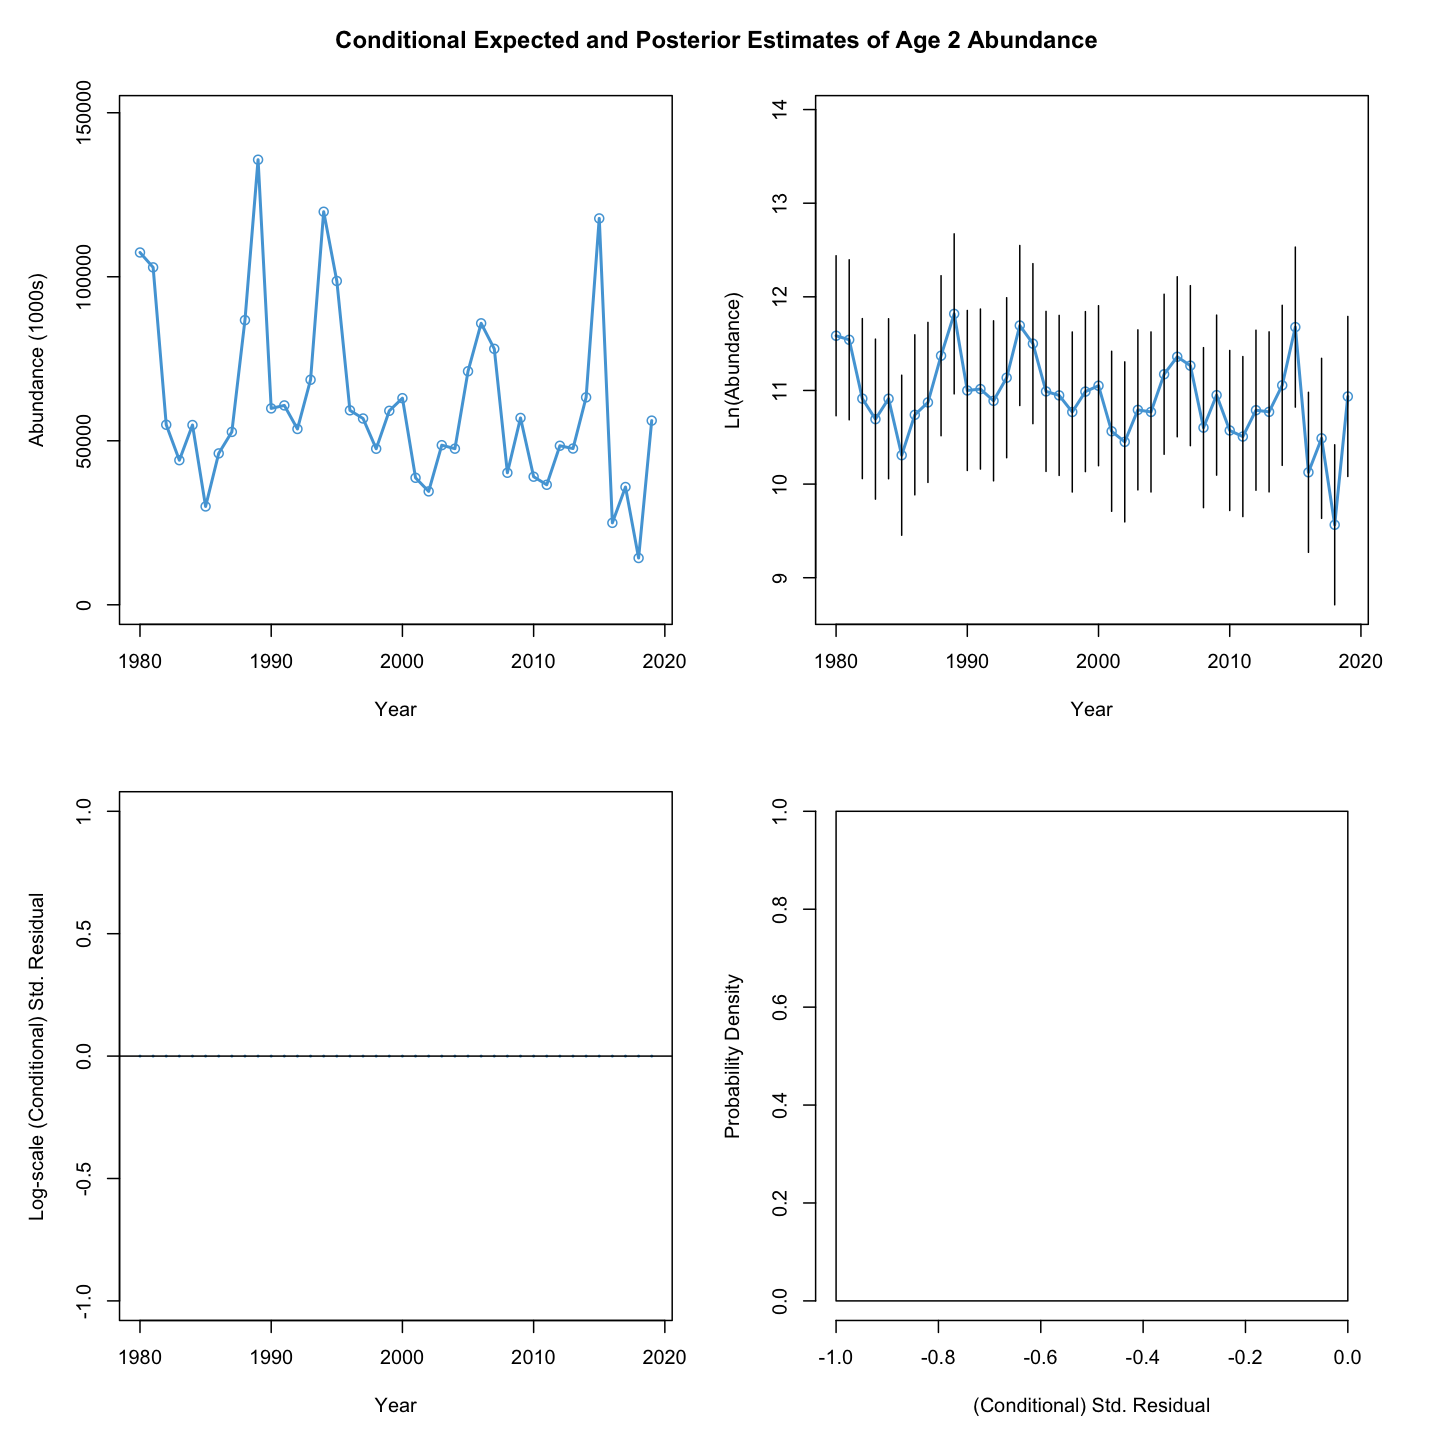 Conditional Expected and Posterior Estimates of Age 2 Abundance
Abundance (1000s)
150000
100000
50000
0
1980 1990 2000 2010 2020
Year
Ln(Abundance)
14
13
12
11
10
9
1980 1990 2000 2010 2020
Year
Log-scale (Conditional) Std. Residual
1.0
0.5
0.0
-0.5
-1.0
1980 1990 2000 2010 2020
Year
Probability Density
1.0
0.8
0.6
0.4
0.2
0.0
-1.0 -0.8 -0.6 -0.4 -0.2 0.0
(Conditional) Std. Residual